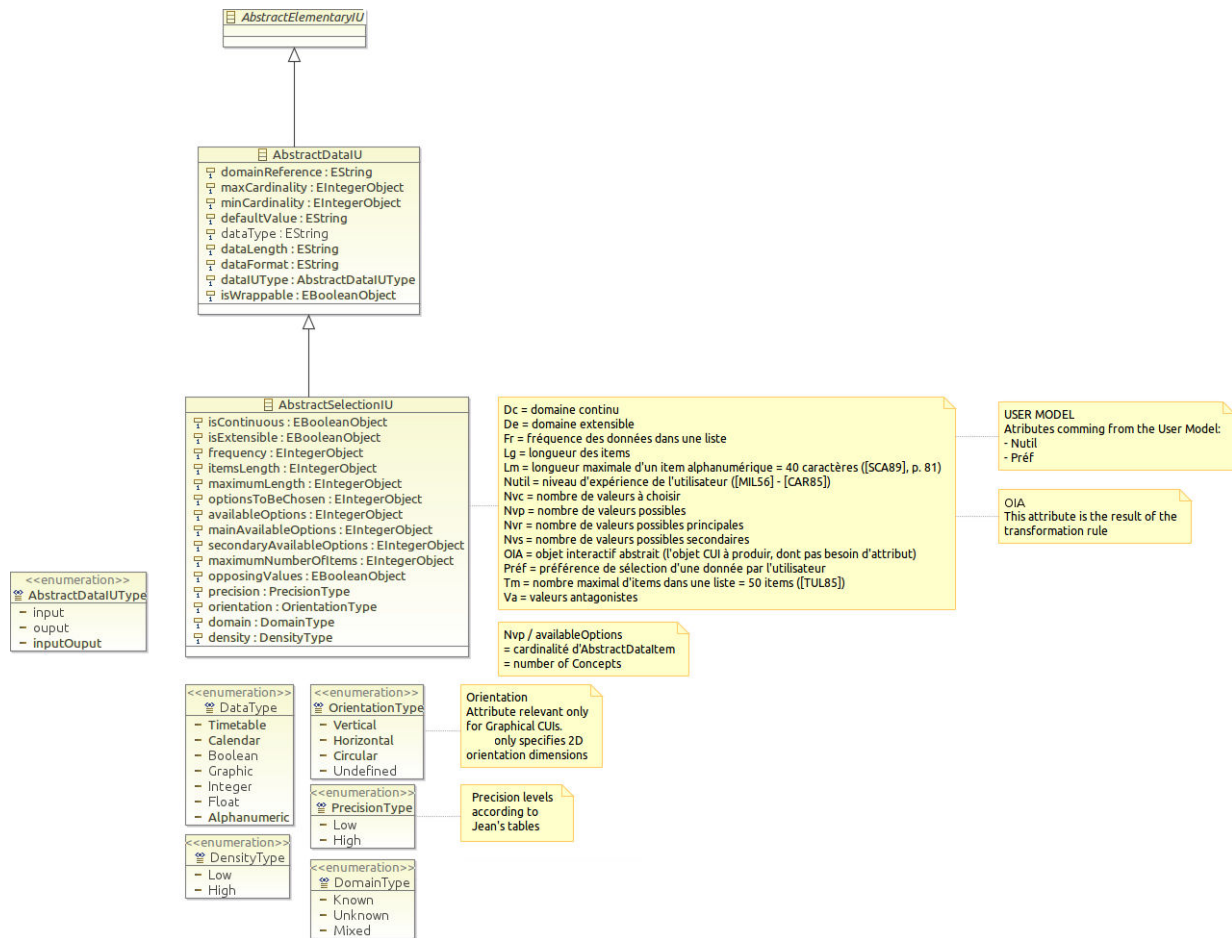 AbstractElementaryIU
AbstractDataIU
domainReference : EString
maxCardinality : EIntegerObject
minCardinality : EIntegerObject
defaultValue : EString
dataType : EString
dataLength : EString
dataFormat : EString
dataIUType : AbstractDataIUType
isWrappable : EBooleanObject
AbstractSelectionIU
isContinuous : EBooleanObject
isExtensible : EBooleanObject
frequency : EIntegerObject
itemsLength : EIntegerObject
maximumLength : EIntegerObject
optionsToBeChosen : EIntegerObject
availableOptions : EIntegerObject
mainAvailableOptions : EIntegerObject
secondaryAvailableOptions : EIntegerObject
maximumNumberOfItems : EIntegerObject
opposingValues : EBooleanObject
precision : PrecisionType
orientation : OrientationType
domain : DomainType
density : DensityType
Dc = domaine continu
De = domaine extensible
Fr = fréquence des données dans une liste
Lg = longueur des items
Lm = longueur maximale d'un item alphanumérique = 40 caractères ([SCA89], p. 81)
Nutil = niveau d'expérience de l'utilisateur ([MIL56] - [CAR85])
Nvc = nombre de valeurs à choisir
Nvp = nombre de valeurs possibles
Nvr = nombre de valeurs possibles principales
Nvs = nombre de valeurs possibles secondaires
OIA = objet interactif abstrait (l'objet CUI à produir, dont pas besoin d'attribut)
Préf = préférence de sélection d'une donnée par l'utilisateur
Tm = nombre maximal d'items dans une liste = 50 items ([TUL85])
Va = valeurs antagonistes
USER MODEL
Atributes comming from the User Model:
- Nutil
- Préf
OIA
This attribute is the result of the
transformation rule
<<enumeration>>
AbstractDataIUType
input
ouput
inputOuput
Nvp / availableOptions
= cardinalité d'AbstractDataItem
= number of Concepts
<<enumeration>>
DataType
Timetable
Calendar
Boolean
Graphic
Integer
Float
Alphanumeric
<<enumeration>>
OrientationType
Vertical
Horizontal
Circular
Undefined
Orientation
Attribute relevant only
for Graphical CUIs.
only specifies 2D
orientation dimensions
<<enumeration>>
PrecisionType
Low
High
Precision levels
according to
Jean's tables
<<enumeration>>
DensityType
Low
High
<<enumeration>>
DomainType
Known
Unknown
Mixed